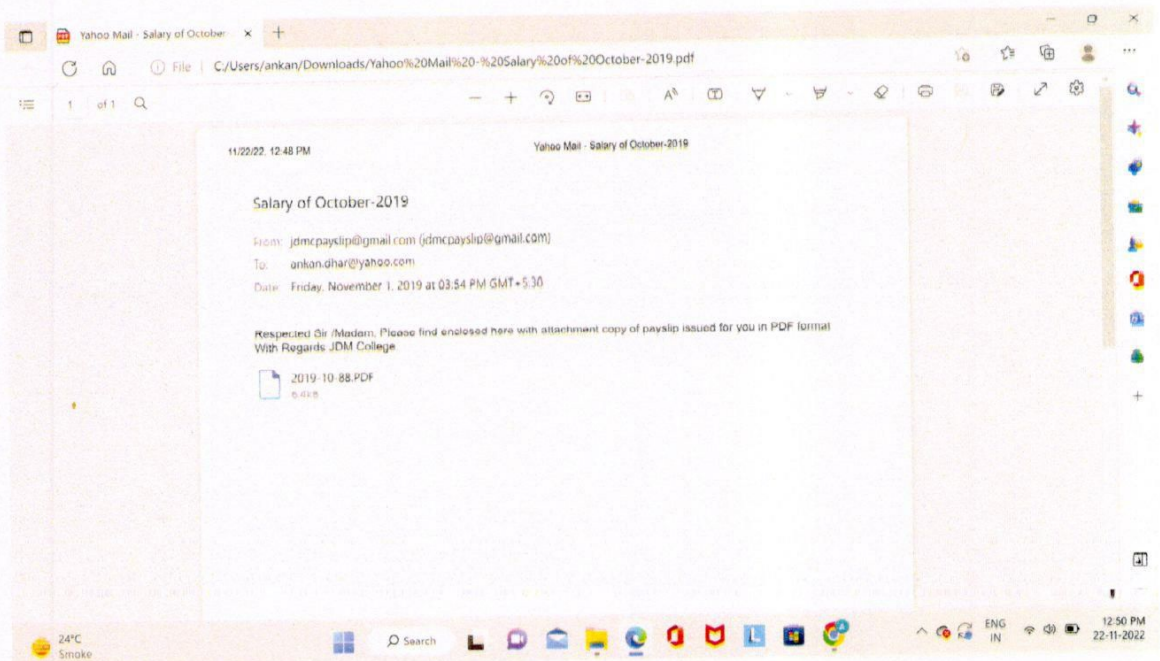 Yahoo Mail - Salary of October
File
C:/Users/ankan/Downloads/Yahoo%20Mail%20-%20Salary%20of%20October-2019.pdf
1 of 1
11/22/22, 12:48 PM
Yahoo Mail - Salary of October-2019
Salary of October-2019
From: jdmcpayslip@gmail.com (jdmcpayslip@gmail.com)
To: ankan.dhar@yahoo.com
Date: Friday, November 1, 2019 at 03:54 PM GMT+5:30
Respected Sir /Madam, Please find enclosed here with attachment copy of payslip issued for you in PDF format
With Regards JDM College
2019-10-88.PDF
6.4kB
24°C
Smoke
Search
ENG
IN
12:50 PM
22-11-2022